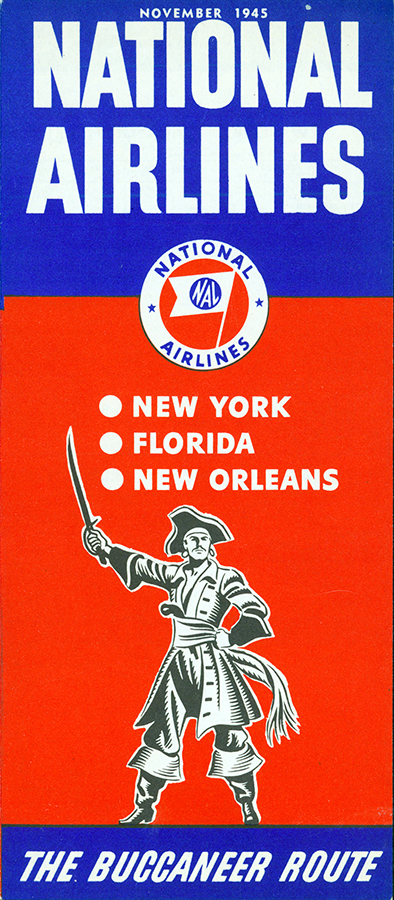 NOVEMBER 1945
NATIONAL
AIRLINES
NATIONAL
NAL
AIRLINES
● NEW YORK
● FLORIDA
● NEW ORLEANS
THE BUCCANEER ROUTE